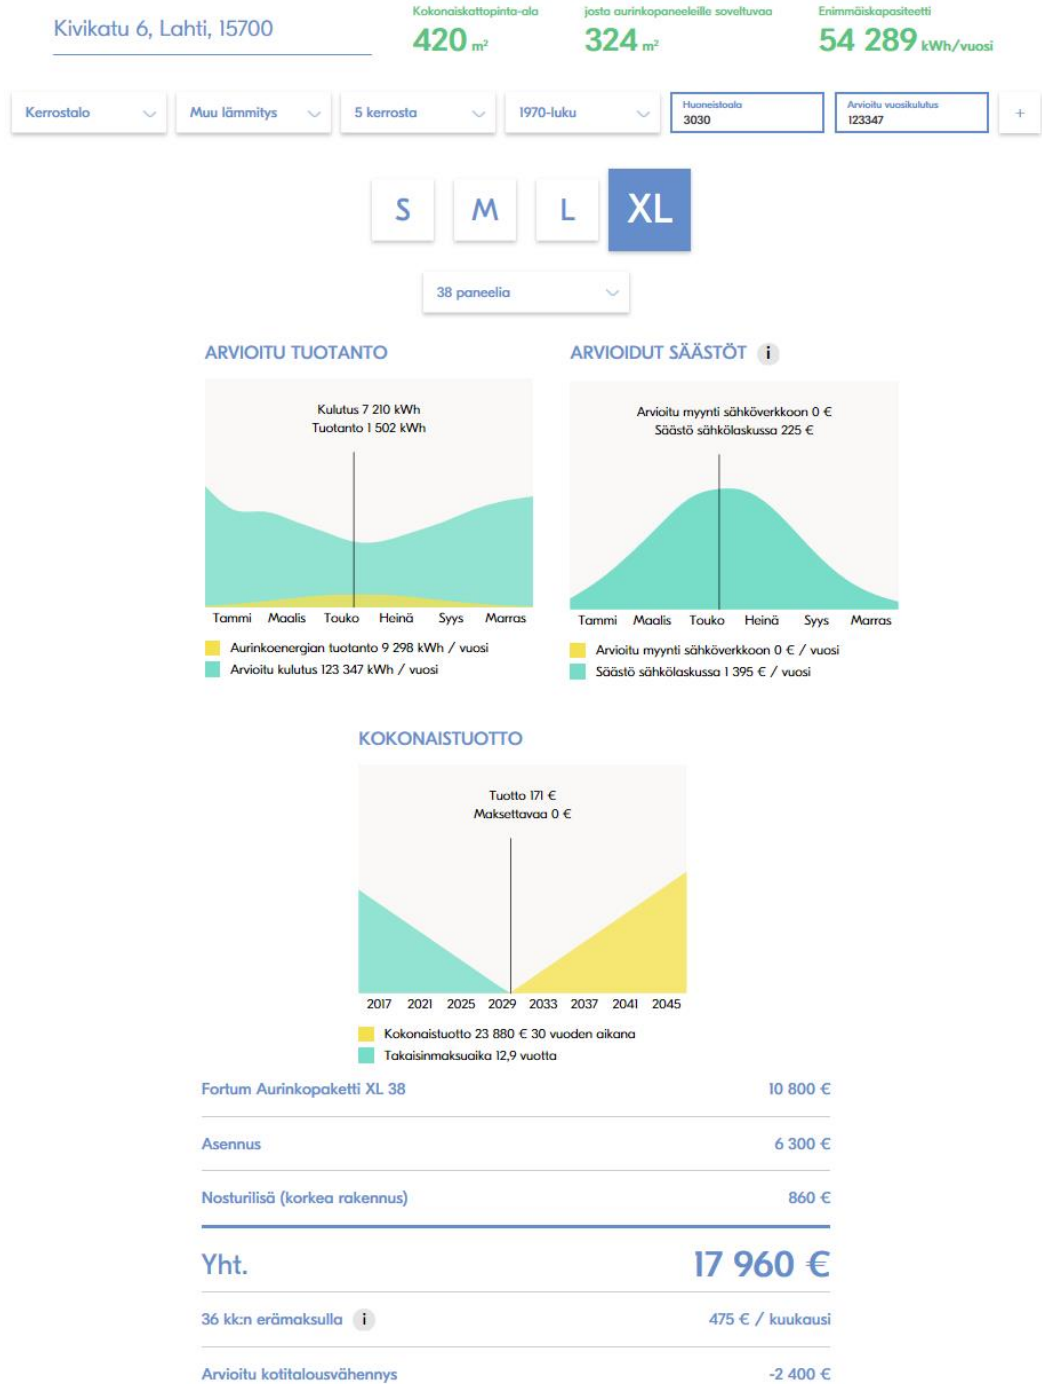 Kivikatu 6, Lahti, 15700
Kokonaiskattopinta-ala
420 m²
josta aurinkopaneeleille soveltuvaa
324 m²
Enimmäiskapasiteetti
54 289 kWh/vuosi
Kerrostalo
Muu lämmitys
5 kerrosta
1970-luku
Huoneistoala
3030
Arvioitu vuosikulutus
123347
+
S
M
L
XL
38 paneelia
ARVIOITU TUOTANTO
Kulutus 7 210 kWh
Tuotanto 1 502 kWh
Tammi Maalis Touko Heinä Syys Marras
Aurinkoenergian tuotanto 9 298 kWh / vuosi
Arvioitu kulutus 123 347 kWh / vuosi
ARVIOIDUT SÄÄSTÖT i
Arvioitu myynti sähköverkkoon 0 €
Säästö sähkölaskussa 225 €
Tammi Maalis Touko Heinä Syys Marras
Arvioitu myynti sähköverkkoon 0 € / vuosi
Säästö sähkölaskussa 1 395 € / vuosi
KOKONAISTUOTTO
Tuotto 171 €
Maksettavaa 0 €
2017 2021 2025 2029 2033 2037 2041 2045
Kokonaistuotto 23 880 € 30 vuoden aikana
Takaisinmaksuaika 12,9 vuotta
Fortum Aurinkopaketti XL 38 10 800 €
Asennus 6 300 €
Nosturilisä (korkea rakennus) 860 €
Yht. 17 960 €
36 kk:n erämaksulla i 475 € / kuukausi
Arvioitu kotitalousvähennys -2 400 €